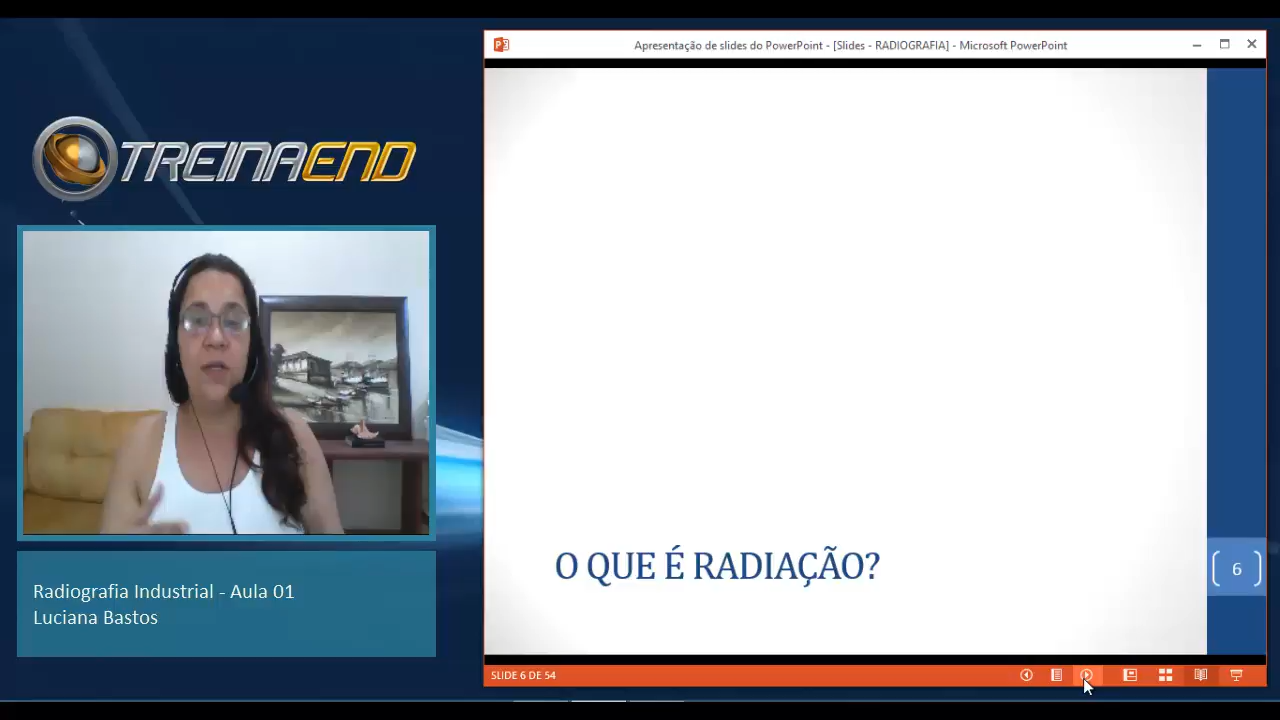 TREINAEND
Radiografia Industrial - Aula 01
Luciana Bastos
Apresentação de slides do PowerPoint - [Slides - RADIOGRAFIA] - Microsoft PowerPoint
O QUE É RADIAÇÃO?
6
SLIDE 6 DE 54